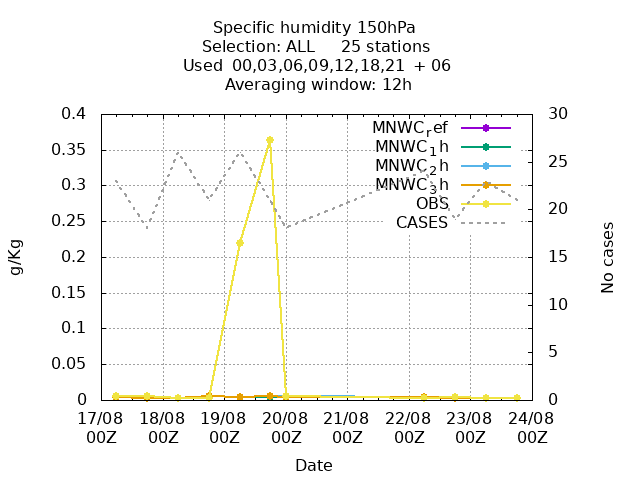 Specific humidity 150hPa
Selection: ALL 25 stations
Used 00,03,06,09,12,18,21 + 06
Averaging window: 12h
MNWC_ref
MNWC_1h
MNWC_2h
MNWC_3h
OBS
CASES
0.4
0.35
0.3
0.25
0.2
0.15
0.1
0.05
0
30
25
20
15
10
5
0
g/Kg
No cases
17/08 18/08 19/08 20/08 21/08 22/08 23/08 24/08
00Z 00Z 00Z 00Z 00Z 00Z 00Z 00Z
Date